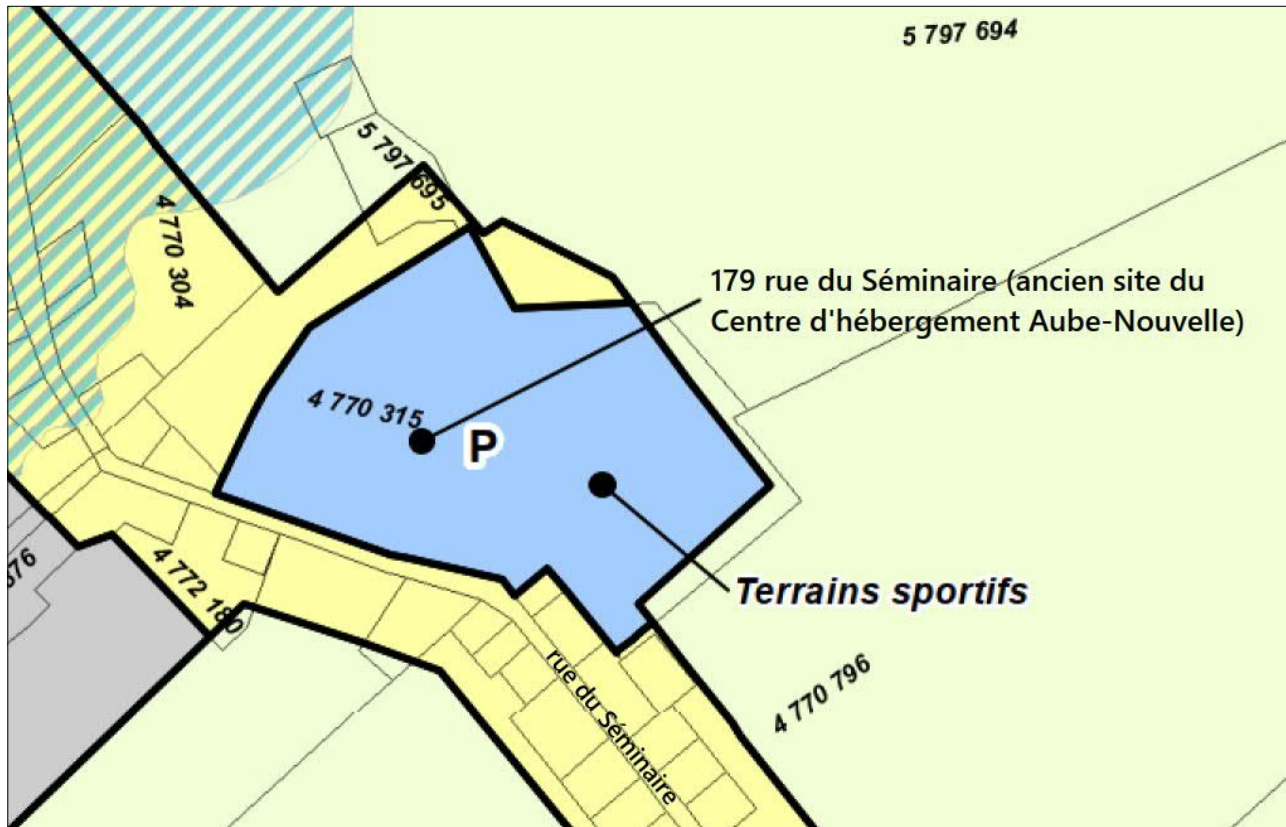 5 797 694
5 797 695
4 770 304
179 rue du Séminaire (ancien site du
Centre d'hébergement Aube-Nouvelle)
4 770 315
P
Terrains sportifs
4 772 180
rue du Séminaire
4 770 796